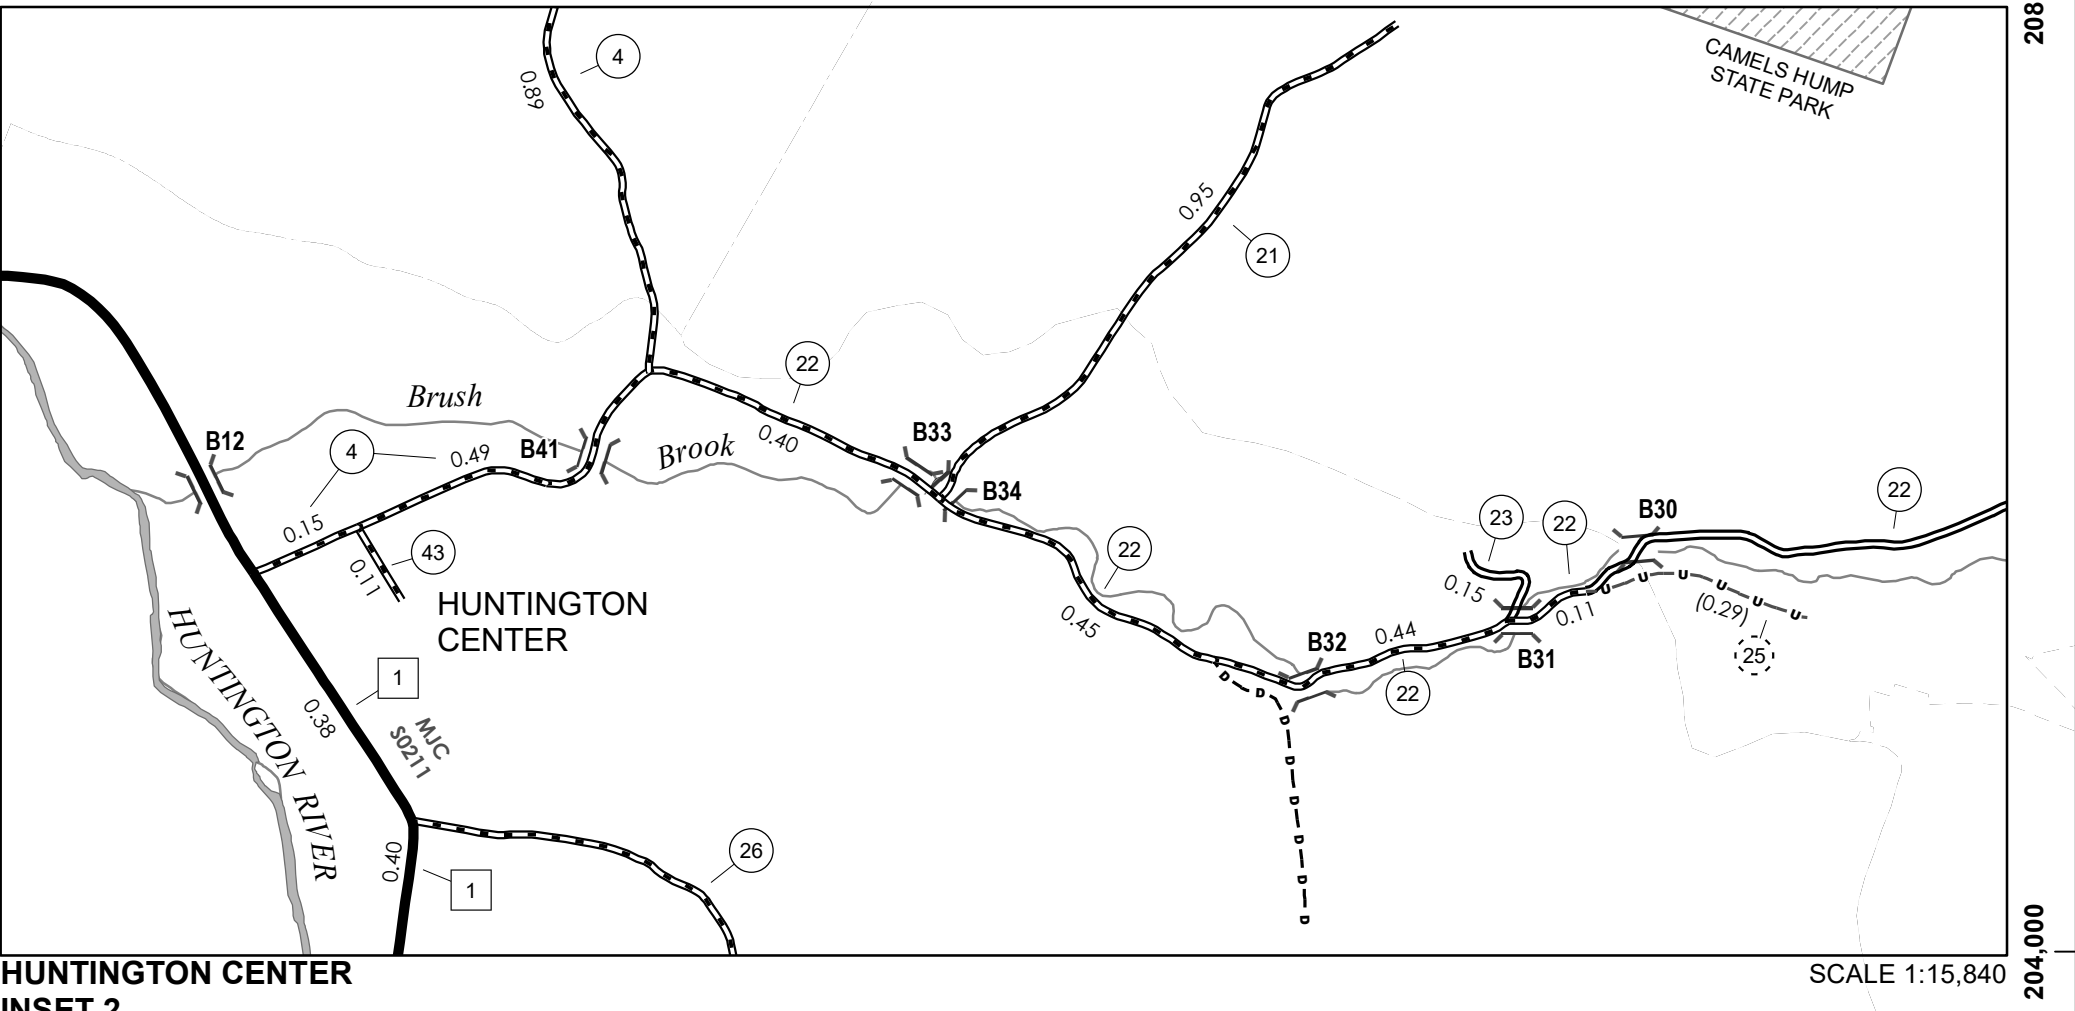 208
CAMELS HUMP
STATE PARK
4
0.89
0.95
21
22
Brush
Brook
0.40
B12
4
0.49
B41
B33
B34
0.15
43
0.11
HUNTINGTON
CENTER
22
0.45
23
22
B30
22
0.15
0.11
B31
B32
0.44
22
U U U U U U
(0.29)
25
D D D D D D D D D
HUNTINGTON RIVER
1
0.38
MJC
S0211
0.40
1
26
HUNTINGTON CENTER
INSET 2
SCALE 1:15,840
204,000